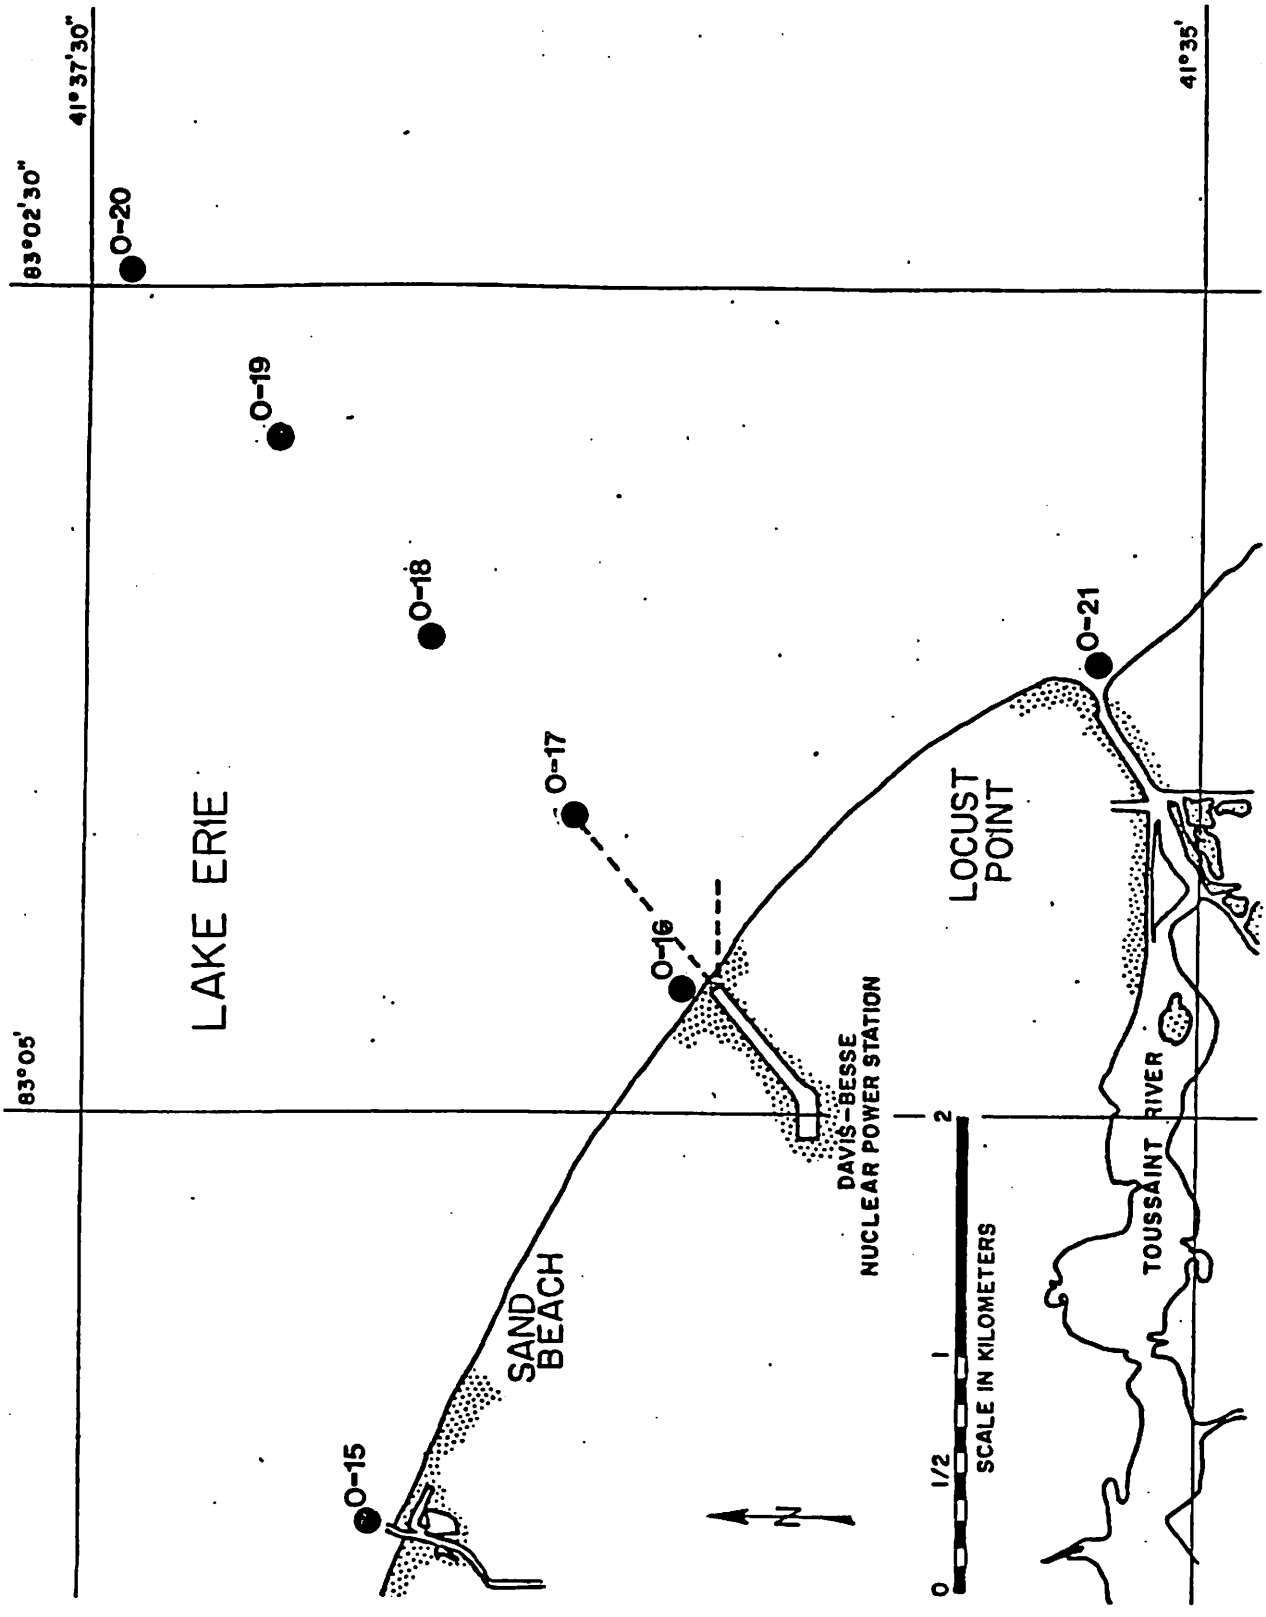 83°05'
83°02'30"
41°37'30"
O-20
O-19
LAKE ERIE
O-15
O-18
O-17
SAND
BEACH
O-16
DAVIS-BESSE
NUCLEAR POWER STATION
LOCUST
POINT
N
0 1/2 1 2
SCALE IN KILOMETERS
O-21
TOUSSAINT RIVER
41°35'